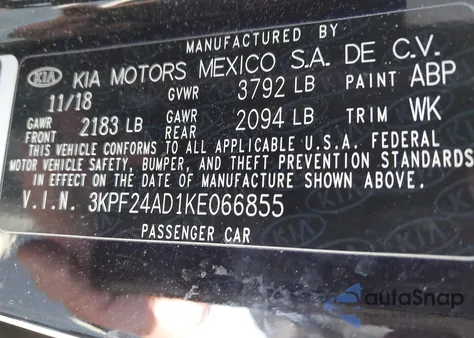 MANUFACTURED BY
KIA KIA MOTORS MEXICO S.A. DE C.V.
11/18 GVWR 3792 LB PAINT ABP
GAWR FRONT 2183 LB GAWR REAR 2094 LB TRIM WK
THIS VEHICLE CONFORMS TO ALL APPLICABLE U.S.A. FEDERAL
MOTOR VEHICLE SAFETY, BUMPER, AND THEFT PREVENTION STANDARDS
IN EFFECT ON THE DATE OF MANUFACTURE SHOWN ABOVE.
V.I.N. 3KPF24AD1KE066855
PASSENGER CAR
autoSnap